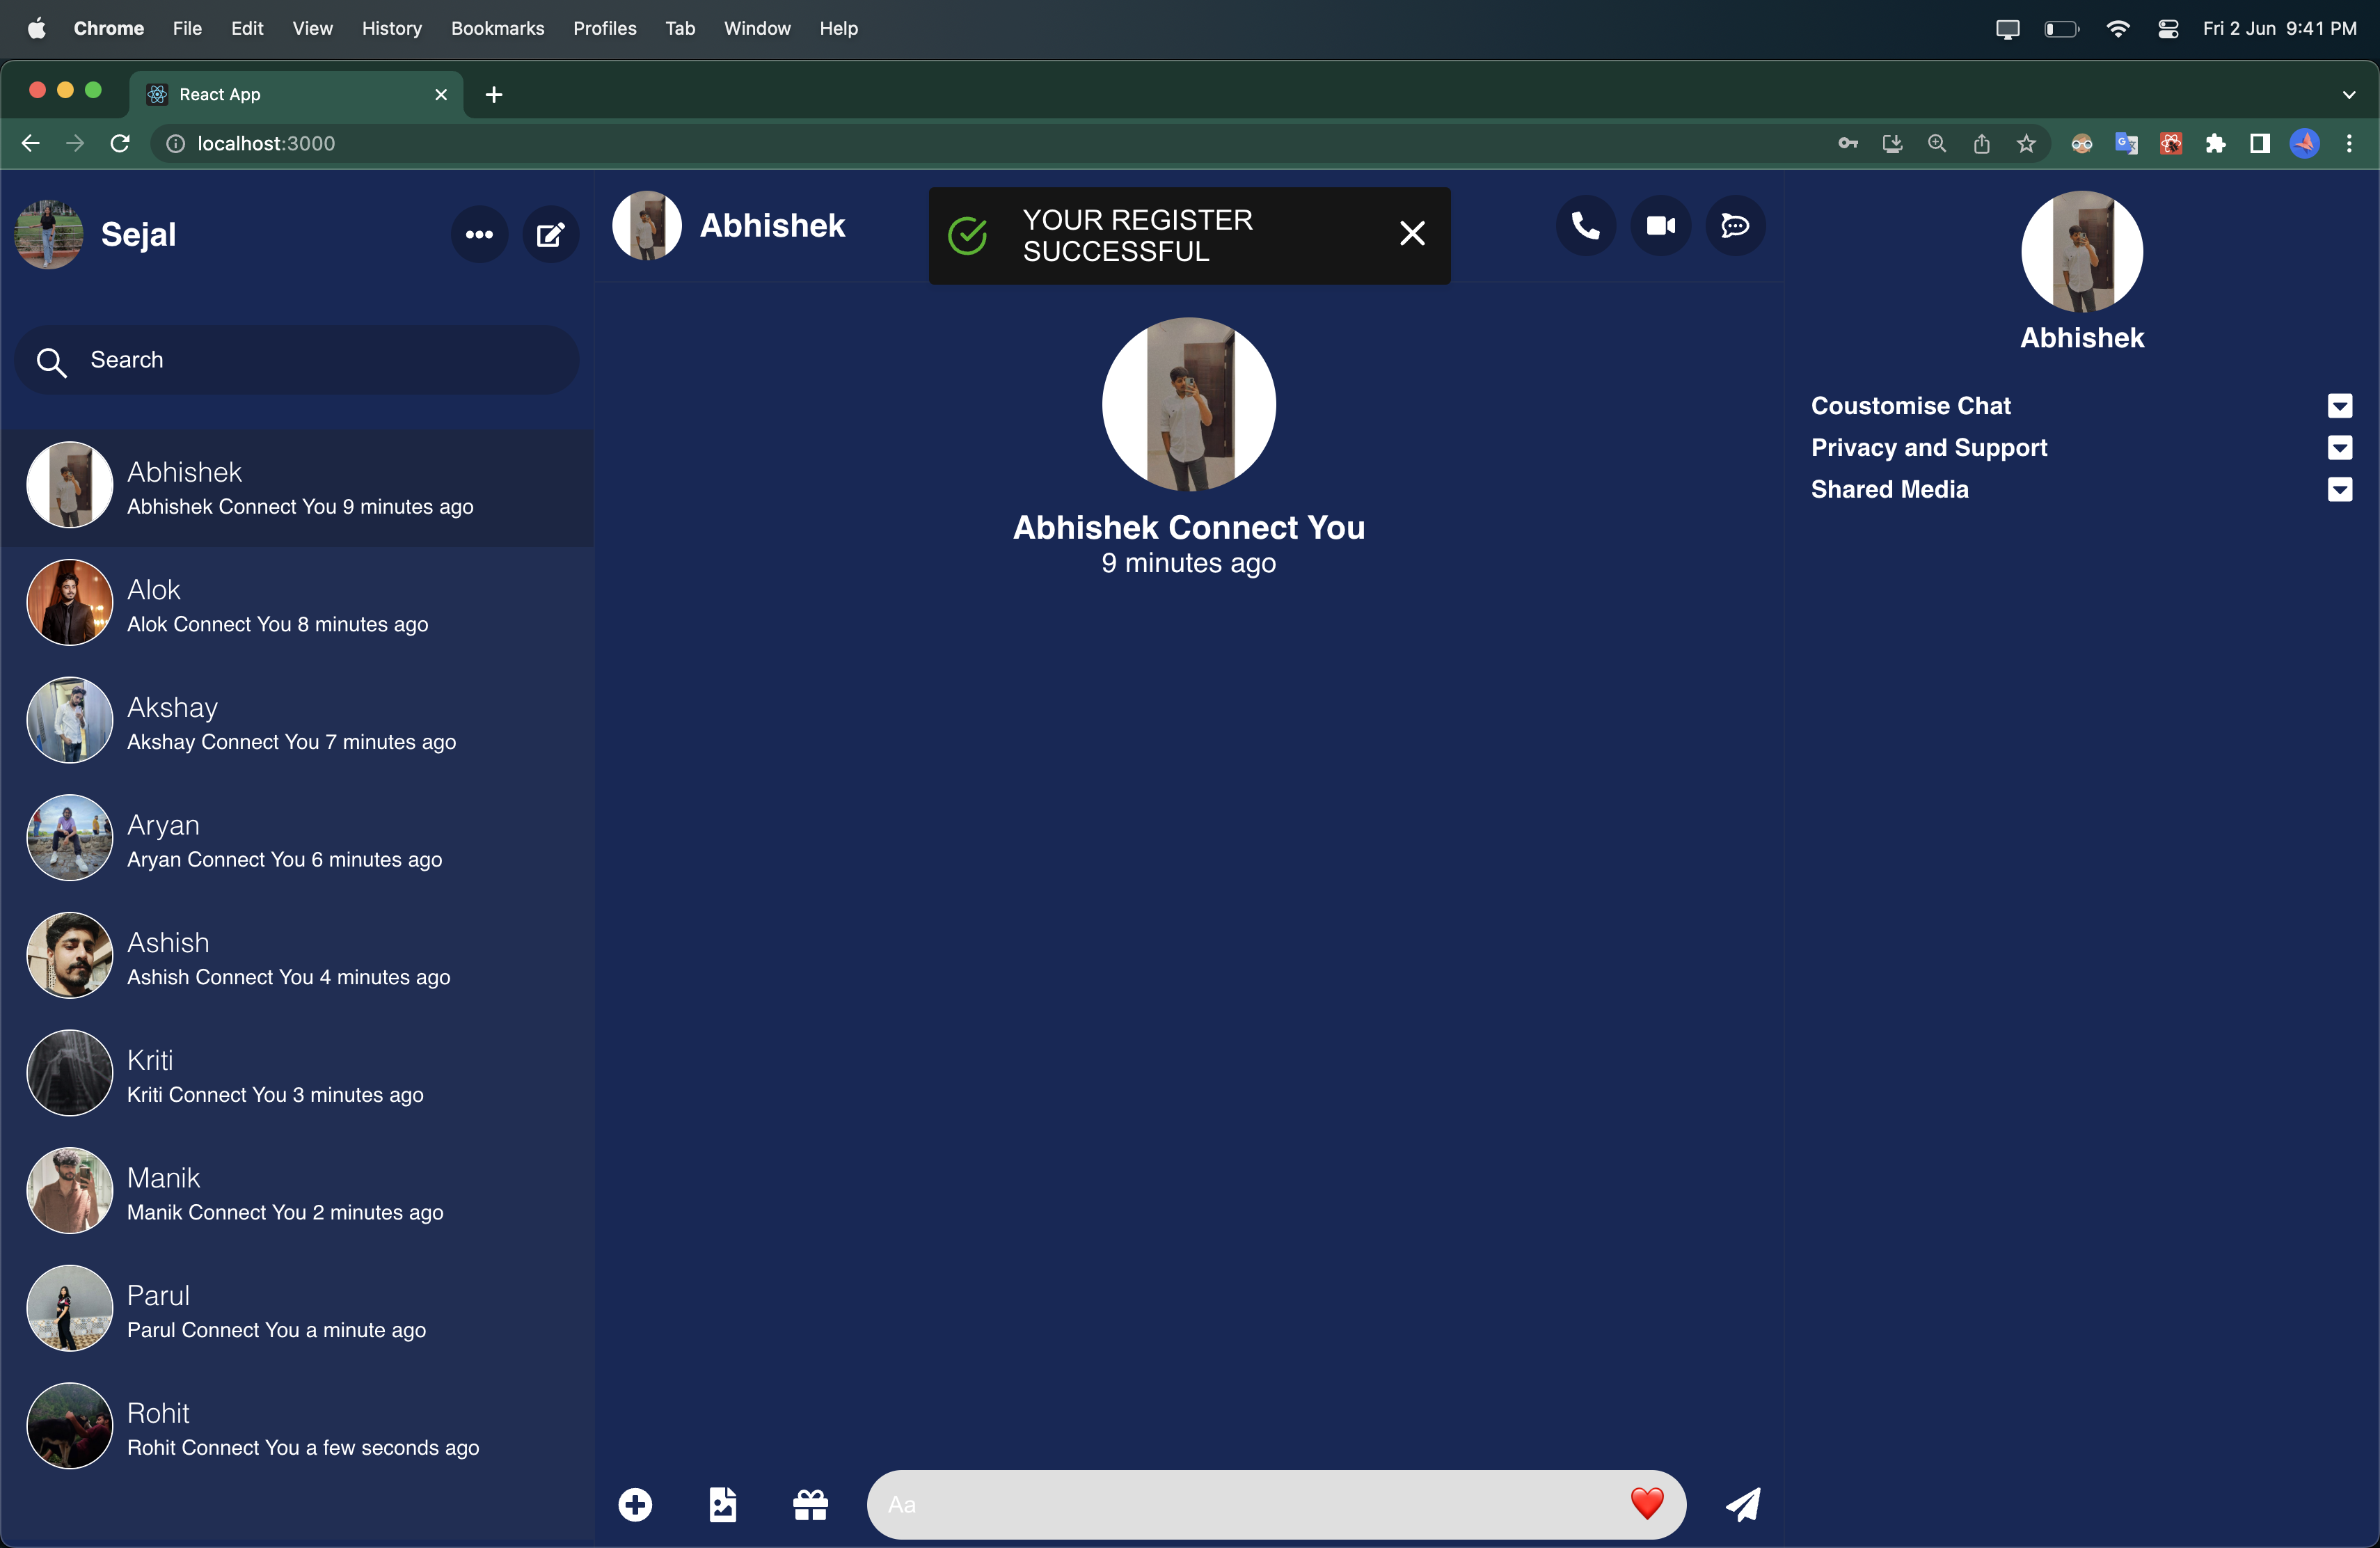 Chrome File Edit View History Bookmarks Profiles Tab Window Help Fri 2 Jun 9:41 PM
React App
localhost:3000
Sejal
Search
Abhishek
Abhishek Connect You 9 minutes ago
Alok
Alok Connect You 8 minutes ago
Akshay
Akshay Connect You 7 minutes ago
Aryan
Aryan Connect You 6 minutes ago
Ashish
Ashish Connect You 4 minutes ago
Kriti
Kriti Connect You 3 minutes ago
Manik
Manik Connect You 2 minutes ago
Parul
Parul Connect You a minute ago
Rohit
Rohit Connect You a few seconds ago
Abhishek
YOUR REGISTER
SUCCESSFUL
Abhishek Connect You
9 minutes ago
Aa
Abhishek
Coustomise Chat
Privacy and Support
Shared Media